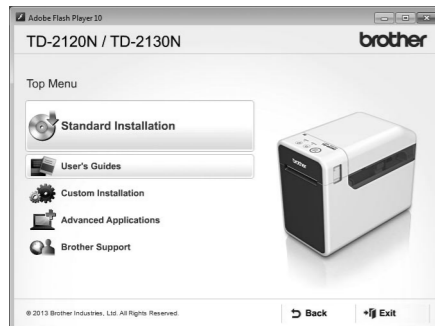 Adobe Flash Player 10
TD-2120N / TD-2130N
brother
Top Menu
Standard Installation
User's Guides
Custom Installation
Advanced Applications
Brother Support
brother
© 2013 Brother Industries, Ltd. All Rights Reserved.
Back
Exit